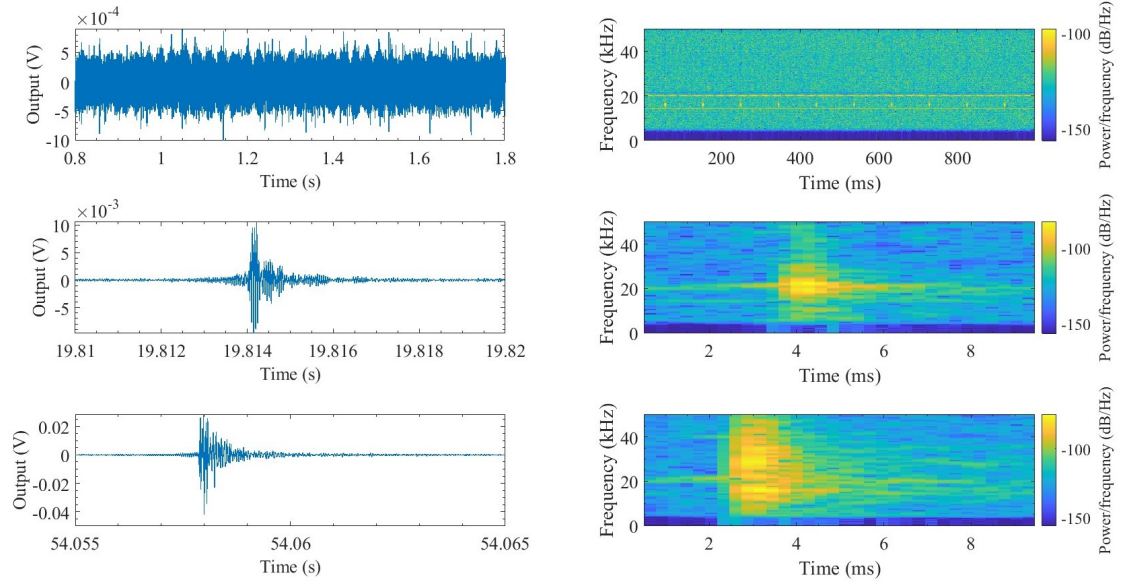 ×10⁻⁴
Output (V)
5
0
-5
-10
0.8 1 1.2 1.4 1.6 1.8
Time (s)
Frequency (kHz)
40
20
0
200 400 600 800
Time (ms)
-100
-150
Power/frequency (dB/Hz)
×10⁻³
Output (V)
10
5
0
-5
19.81 19.812 19.814 19.816 19.818 19.82
Time (s)
Frequency (kHz)
40
20
0
2 4 6 8
Time (ms)
-100
-150
Power/frequency (dB/Hz)
Output (V)
0.02
0
-0.02
-0.04
54.055 54.06 54.065
Time (s)
Frequency (kHz)
40
20
0
2 4 6 8
Time (ms)
-100
-150
Power/frequency (dB/Hz)